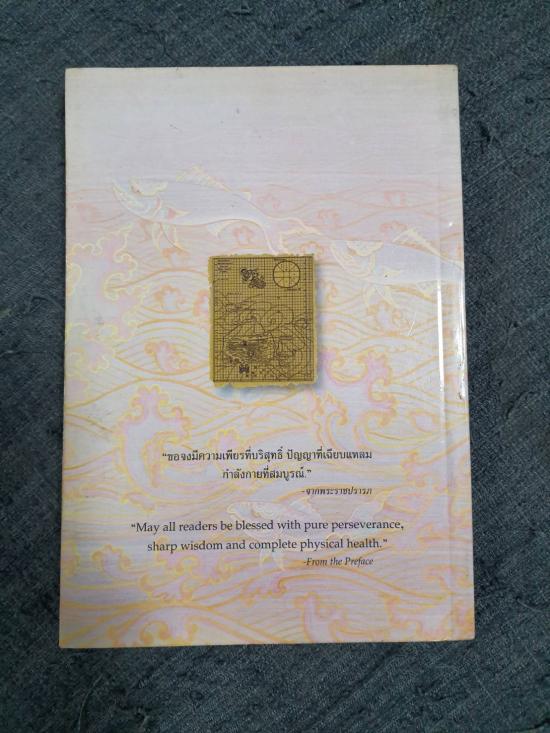 “ขอจงมีความเพียรที่บริสุทธิ์ ปัญญาที่เฉียบแหลม
กำลังกายที่สมบูรณ์.”
-จากพระราชปรารภ
“May all readers be blessed with pure perseverance,
sharp wisdom and complete physical health.”
-From the Preface